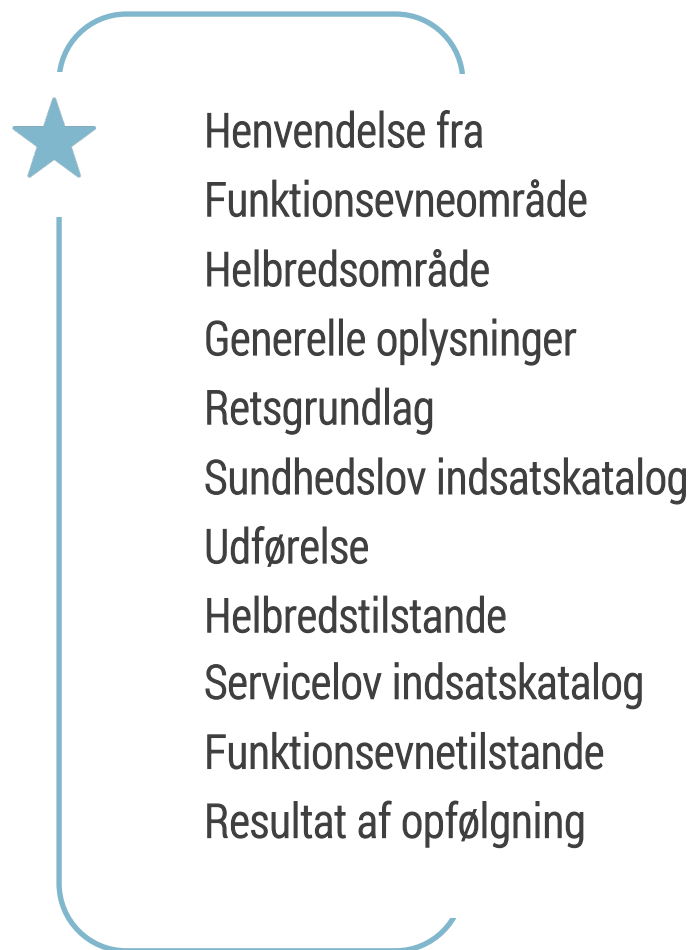 Henvendelse fra
Funktionsevneområde
Helbredsområde
Generelle oplysninger
Retsgrundlag
Sundhedslov indsatskatalog
Udførelse
Helbredstilstande
Servicelov indsatskatalog
Funktionsevnetilstande
Resultat af opfølgning